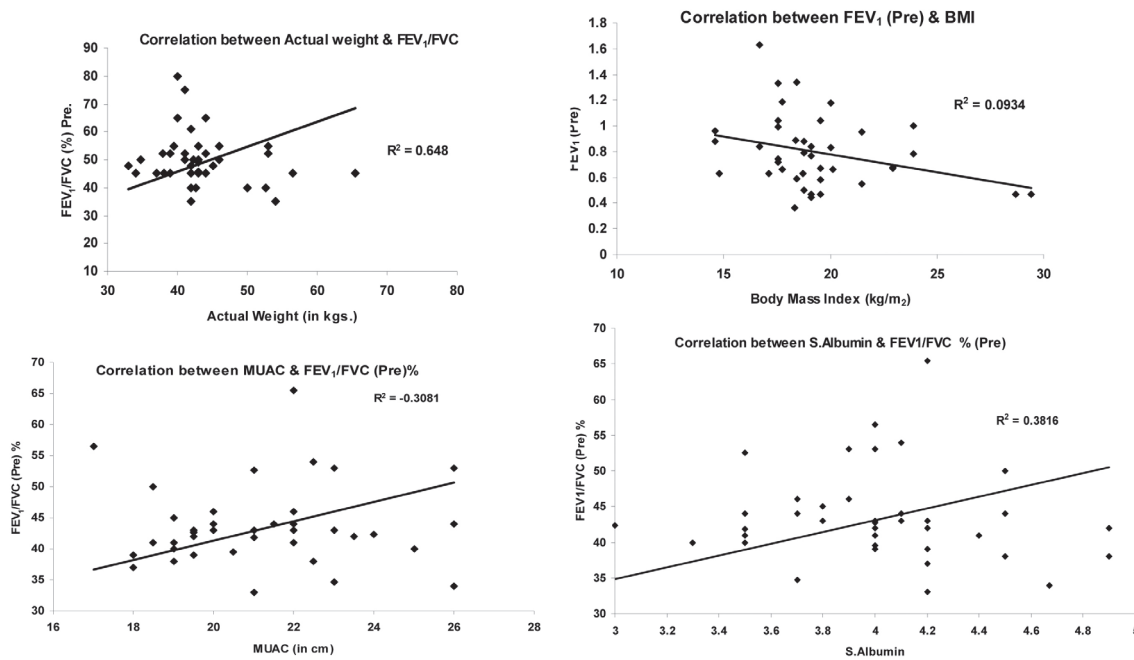 Correlation between Actual weight & FEV₁/FVC
FEV₁/FVC (%) Pre.
90
80
70
60
50
40
30
20
10
R² = 0.648
30 40 50 60 70 80
Actual Weight (in kgs.)
Correlation between FEV₁ (Pre) & BMI
FEV₁ (Pre)
1.8
1.6
1.4
1.2
1
0.8
0.6
0.4
0.2
0
R² = 0.0934
10 15 20 25 30
Body Mass Index (kg/m₂)
Correlation between MUAC & FEV₁/FVC (Pre)%
FEV₁/FVC (Pre) %
70
65
60
55
50
45
40
35
30
R² = -0.3081
16 18 20 22 24 26 28
MUAC (in cm)
Correlation between S.Albumin & FEV1/FVC % (Pre)
FEV1/FVC (Pre) %
70
65
60
55
50
45
40
35
30
R² = 0.3816
3 3.2 3.4 3.6 3.8 4 4.2 4.4 4.6 4.8
S.Albumin